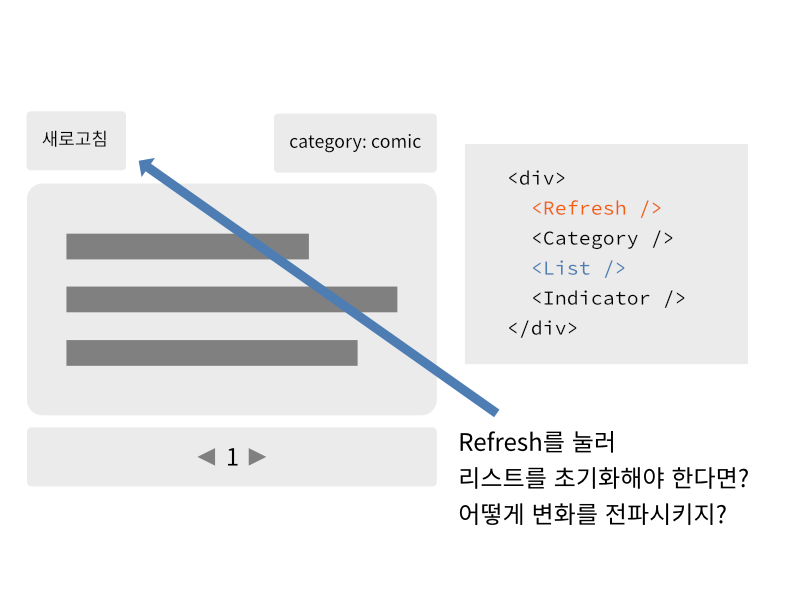 새로고침
category: comic
◀ 1 ▶
<div>
<Refresh />
<Category />
<List />
<Indicator />
</div>
Refresh를 눌러
리스트를 초기화해야 한다면?
어떻게 변화를 전파시키지?